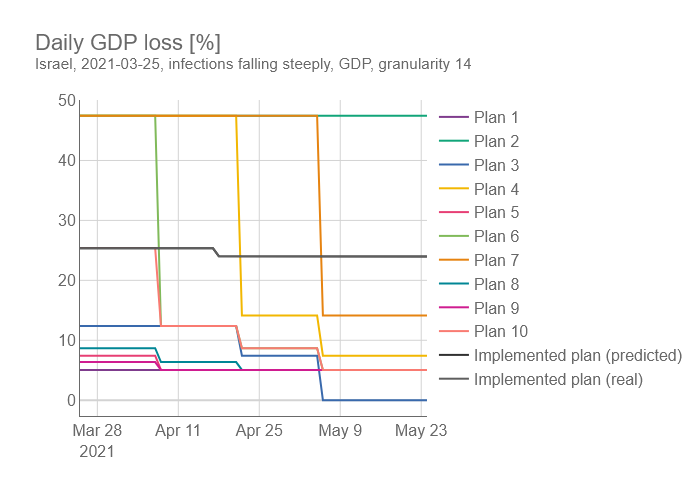 Daily GDP loss [%]
Israel, 2021-03-25, infections falling steeply, GDP, granularity 14
50
40
30
20
10
0
Mar 28
2021
Apr 11
Apr 25
May 9
May 23
Plan 1
Plan 2
Plan 3
Plan 4
Plan 5
Plan 6
Plan 7
Plan 8
Plan 9
Plan 10
Implemented plan (predicted)
Implemented plan (real)